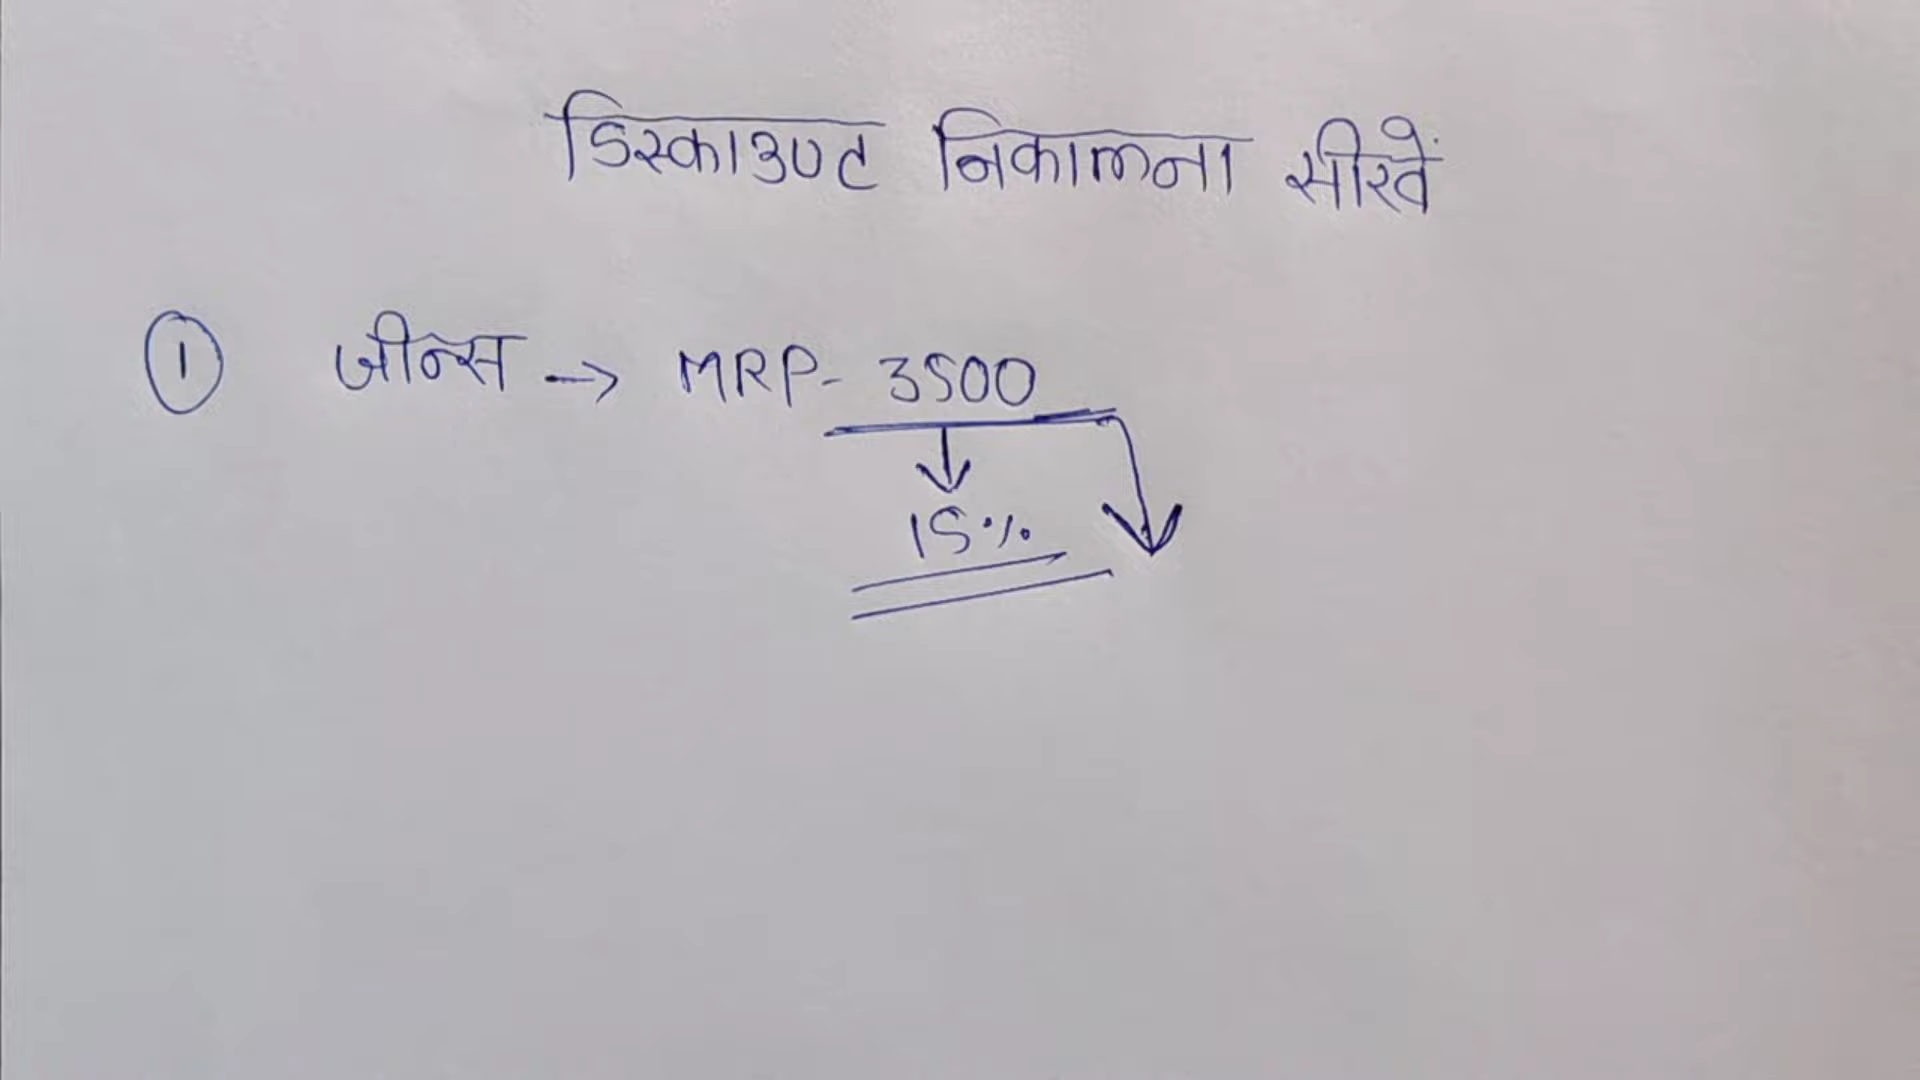 डिस्काउण्ट निकालना सीखें
① जीन्स → MRP- 3500
↓
15%